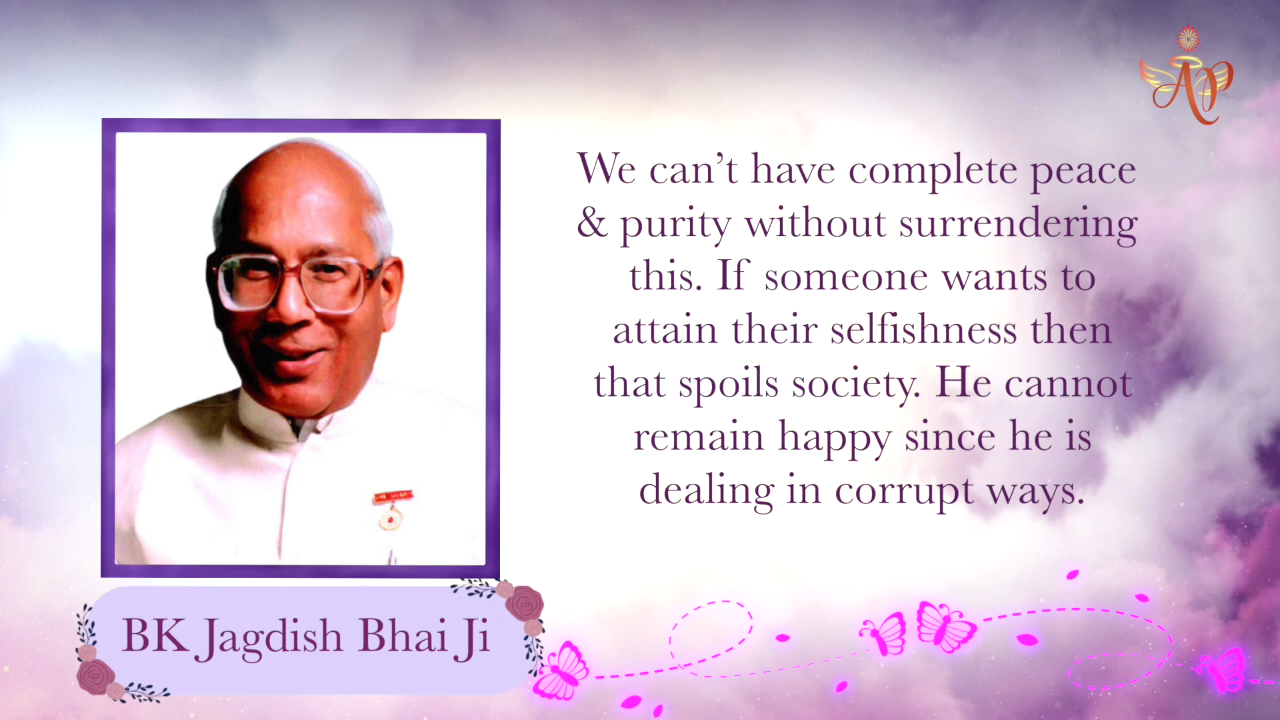 AP
We can't have complete peace
& purity without surrendering
this. If someone wants to
attain their selfishness then
that spoils society. He cannot
remain happy since he is
dealing in corrupt ways.
BK Jagdish Bhai Ji